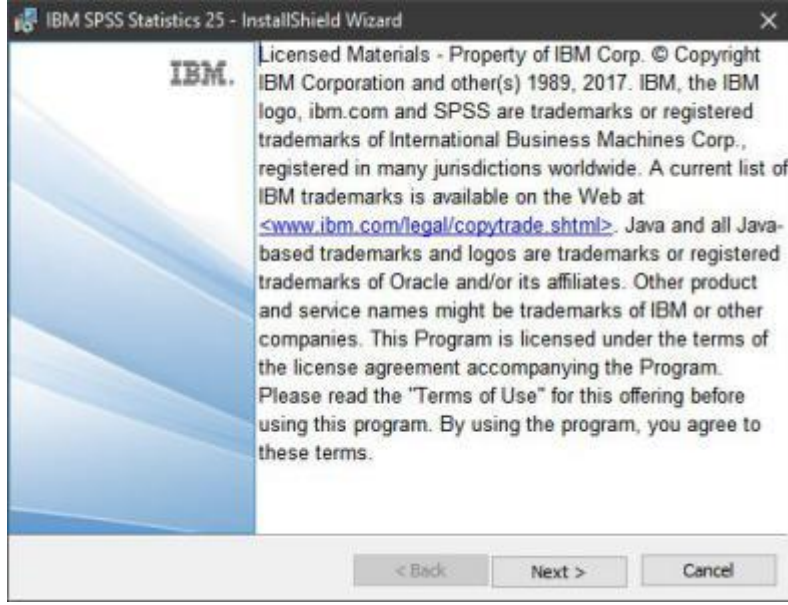 IBM SPSS Statistics 25 - InstallShield Wizard
IBM.
Licensed Materials - Property of IBM Corp. © Copyright
IBM Corporation and other(s) 1989, 2017. IBM, the IBM
logo, ibm.com and SPSS are trademarks or registered
trademarks of International Business Machines Corp.,
registered in many jurisdictions worldwide. A current list of
IBM trademarks is available on the Web at
<www.ibm.com/legal/copytrade.shtml>. Java and all Java-
based trademarks and logos are trademarks or registered
trademarks of Oracle and/or its affiliates. Other product
and service names might be trademarks of IBM or other
companies. This Program is licensed under the terms of
the license agreement accompanying the Program.
Please read the "Terms of Use" for this offering before
using this program. By using the program, you agree to
these terms.
< Back
Next >
Cancel